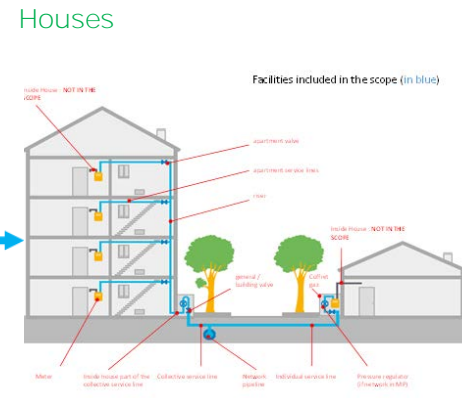 Houses
Facilities included in the scope (in blue)
Inside House : NOT IN THE
SCOPE
apartment valve
apartment service lines
riser
Inside House : NOT IN THE
SCOPE
general /
building valve
Coffret
gaz
Meter
Inside house part of the
collective service line
Collective service line
Network
pipeline
Individual service line
Pressure regulator
(if network in MP)